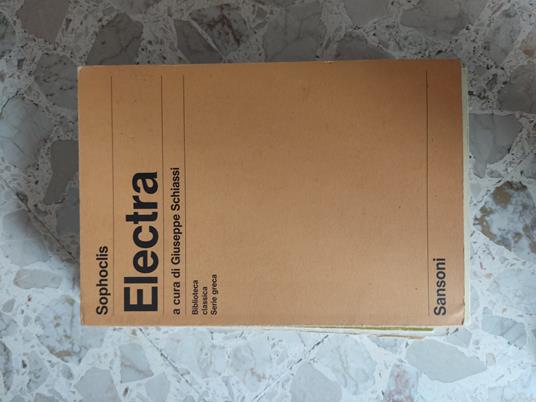 Sophoclis
Electra
a cura di Giuseppe Schiassi
Biblioteca
classica
Serie greca
Sansoni